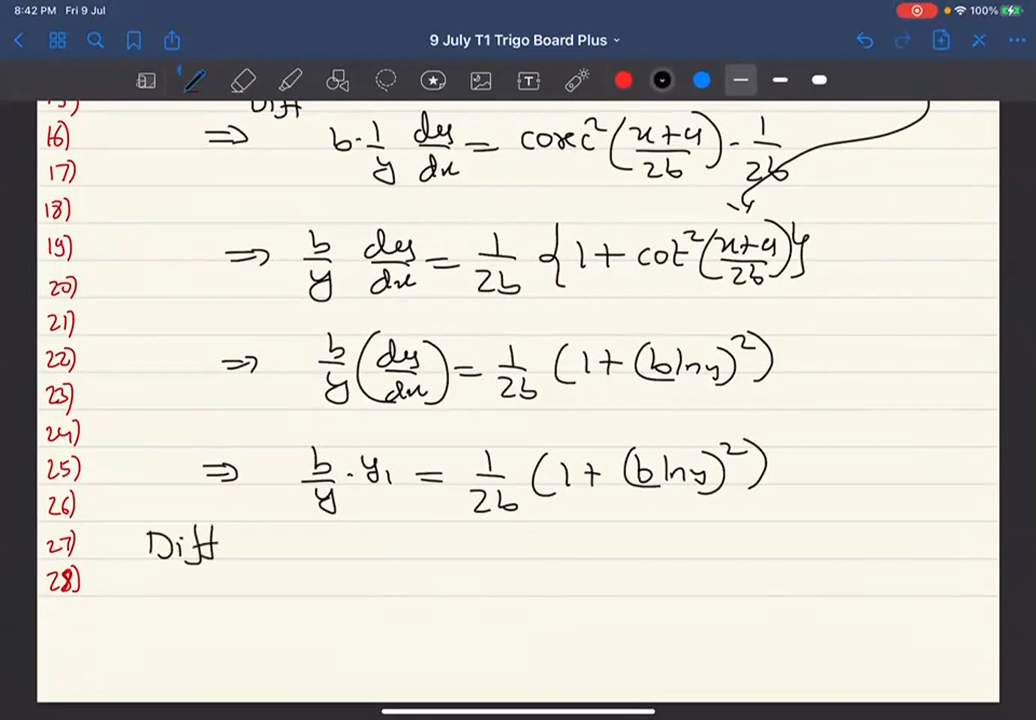 8:42 PM Fri 9 Jul
100%
9 July T1 Trigo Board Plus
15) Diff
16) ⇒ b·1/y dy/dx = cosec²((x+y)/2b) · 1/2b
17)
18)
19) ⇒ b/y dy/dx = 1/2b {1 + cot²((x+y)/2b)}
20)
21)
22) ⇒ b/y (dy/dx) = 1/2b (1 + (b ln y)²)
23)
24)
25) ⇒ b/y · y₁ = 1/2b (1 + (b ln y)²)
26)
27) Diff
28)